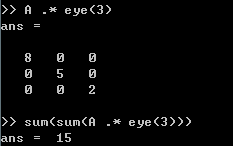 >> A .* eye(3)
ans =
8 0 0
0 5 0
0 0 2
>> sum(sum(A .* eye(3)))
ans = 15